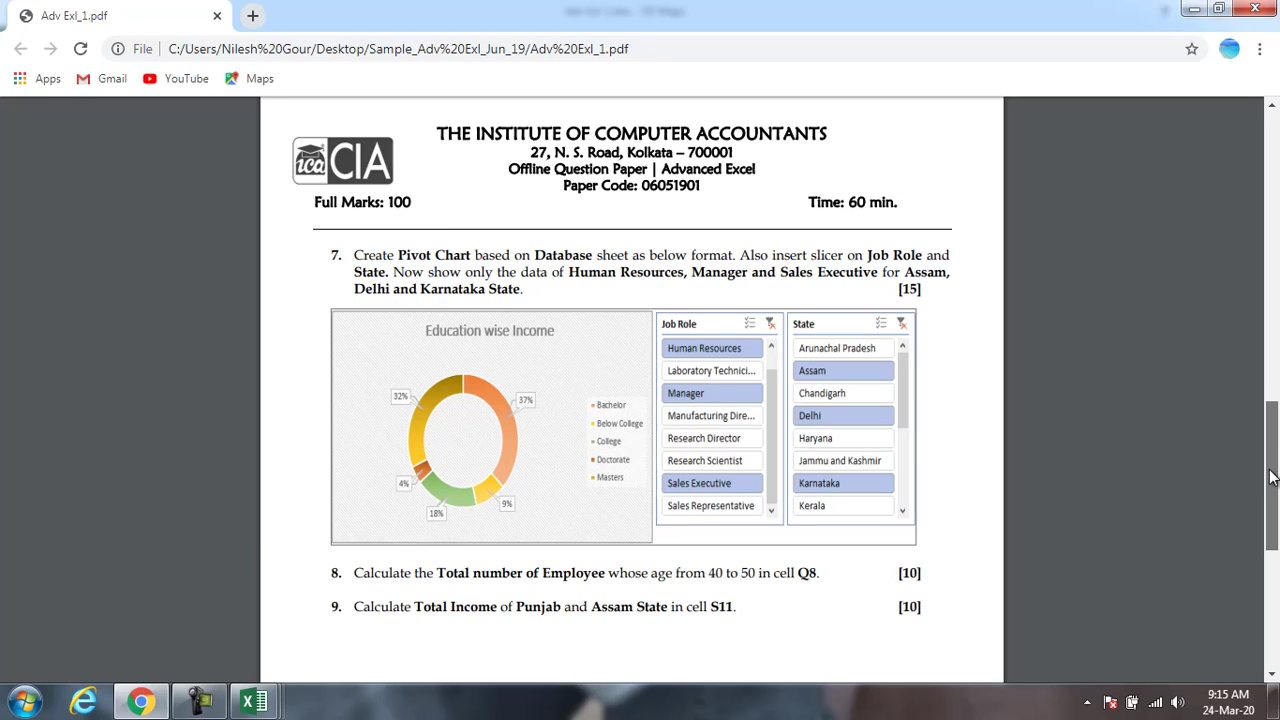 Adv Exl_1.pdf
File
C:/Users/Nilesh%20Gour/Desktop/Sample_Adv%20Exl_Jun_19/Adv%20Exl_1.pdf
Apps Gmail YouTube Maps
THE INSTITUTE OF COMPUTER ACCOUNTANTS
27, N. S. Road, Kolkata – 700001
Offline Question Paper | Advanced Excel
Paper Code: 06051901
ica CIA
Full Marks: 100 Time: 60 min.
7. Create Pivot Chart based on Database sheet as below format. Also insert slicer on Job Role and
State. Now show only the data of Human Resources, Manager and Sales Executive for Assam,
Delhi and Karnataka State. [15]
Education wise Income
32%
37%
4%
18%
9%
Bachelor
Below College
College
Doctorate
Masters
Job Role
Human Resources
Laboratory Technici...
Manager
Manufacturing Dire...
Research Director
Research Scientist
Sales Executive
Sales Representative
State
Arunachal Pradesh
Assam
Chandigarh
Delhi
Haryana
Jammu and Kashmir
Karnataka
Kerala
8. Calculate the Total number of Employee whose age from 40 to 50 in cell Q8. [10]
9. Calculate Total Income of Punjab and Assam State in cell S11. [10]
9:15 AM
24-Mar-20